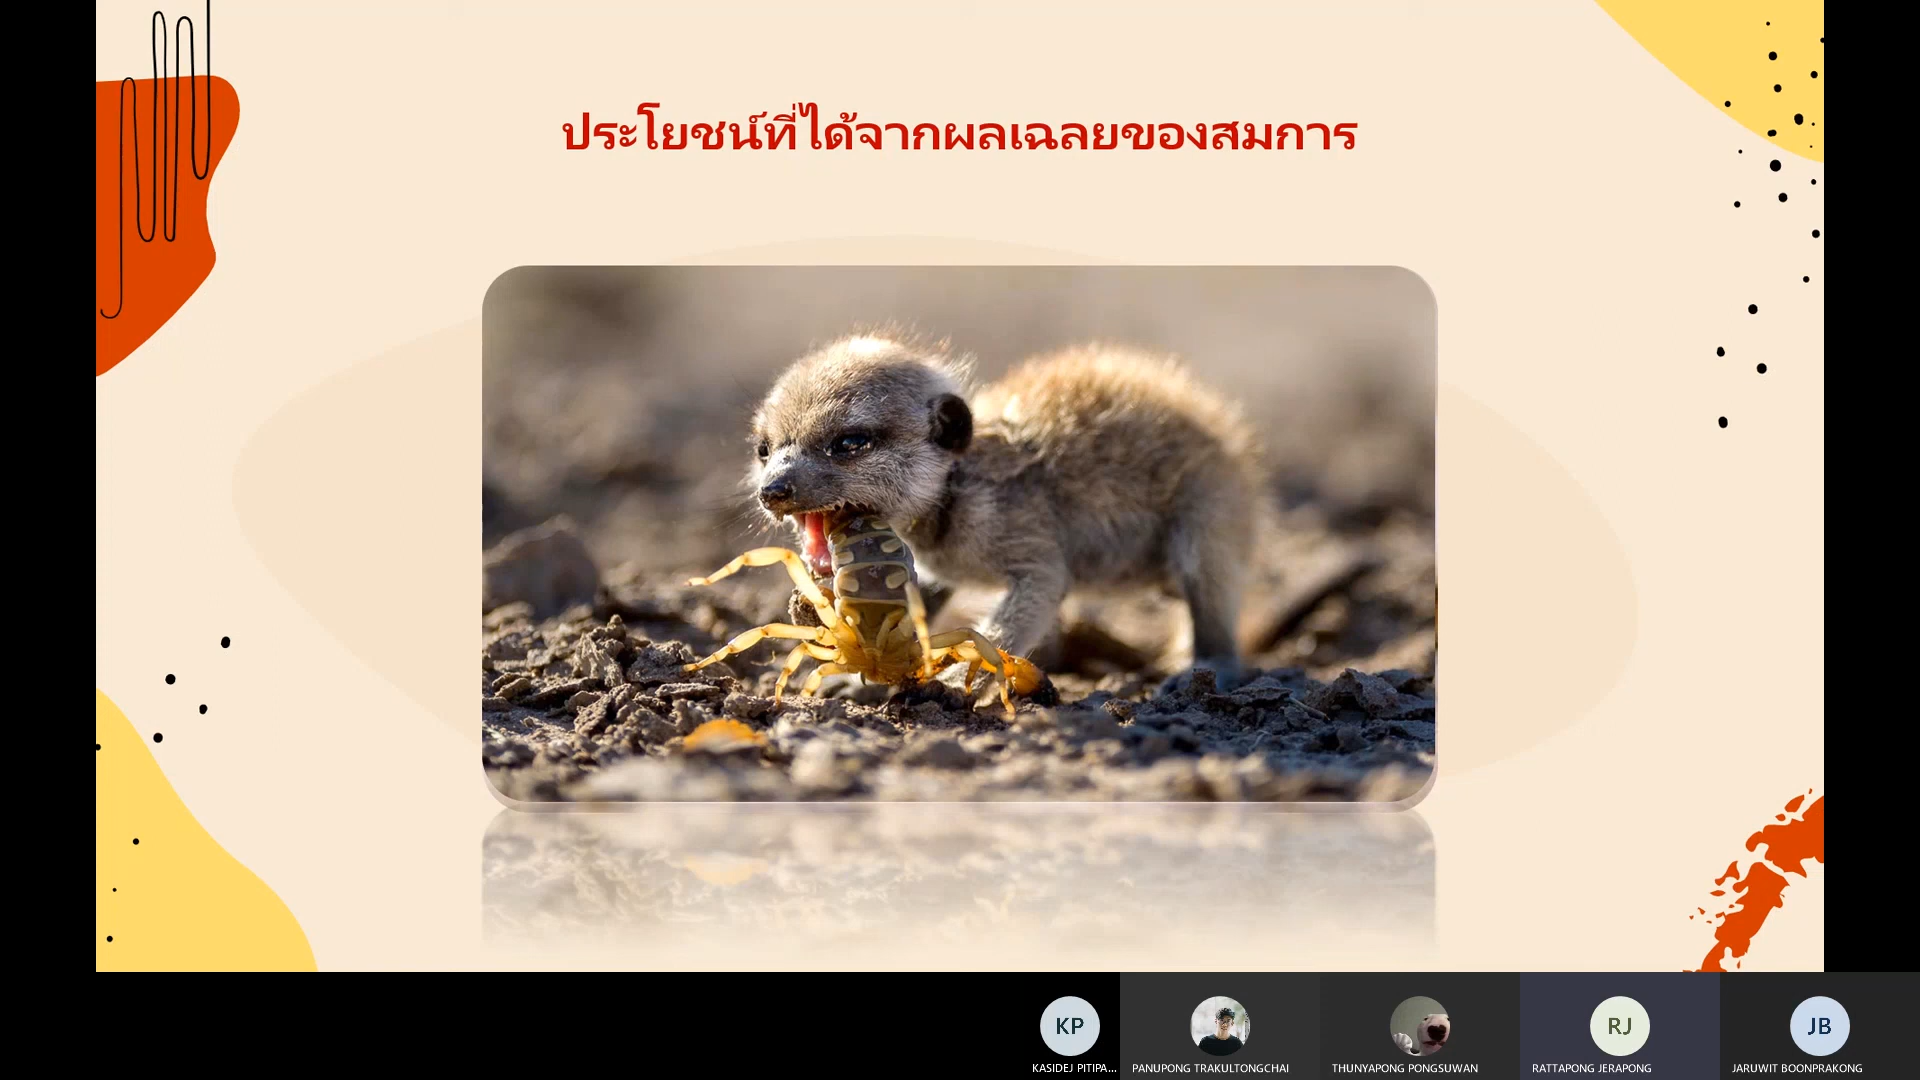 ประโยชน์ที่ได้จากผลเฉลยของสมการ
KP
RJ
JB
KASIDEJ PITIPA...
PANUPONG TRAKULTONGCHAI
THUNYAPONG PONGSUWAN
RATTAPONG JERAPONG
JARUWIT BOONPRAKONG